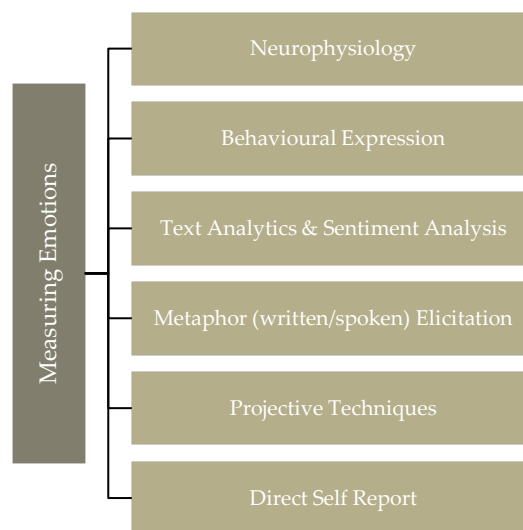 Measuring Emotions
Neurophysiology
Behavioural Expression
Text Analytics & Sentiment Analysis
Metaphor (written/spoken) Elicitation
Projective Techniques
Direct Self Report